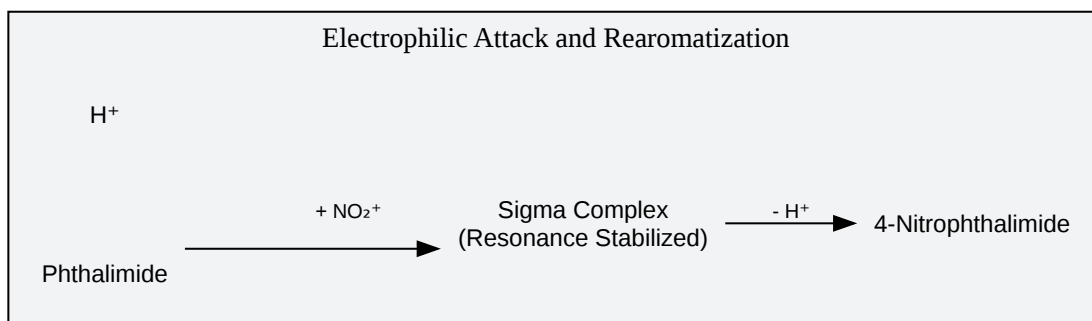 Electrophilic Attack and Rearomatization
H⁺
+ NO₂⁺
Sigma Complex
(Resonance Stabilized)
- H⁺
4-Nitrophthalimide
Phthalimide